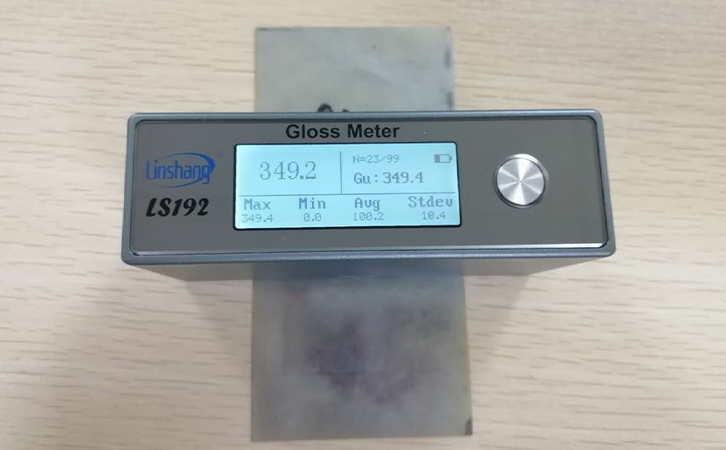 Gloss Meter
Linshang
LS192
349.2
N=23/99
Gu:349.4
Max Min Avg Stdev
349.4 0.0 100.2 10.4